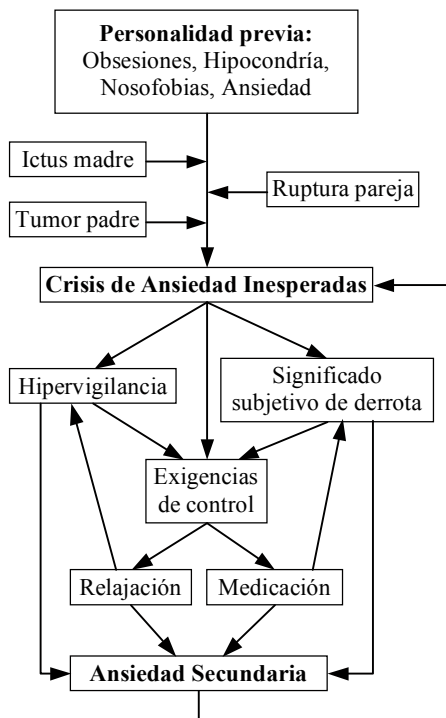 Personalidad previa:
Obsesiones, Hipocondría,
Nosofobias, Ansiedad
Ictus madre
Ruptura pareja
Tumor padre
Crisis de Ansiedad Inesperadas
Hipervigilancia
Significado
subjetivo de derrota
Exigencias
de control
Relajación
Medicación
Ansiedad Secundaria